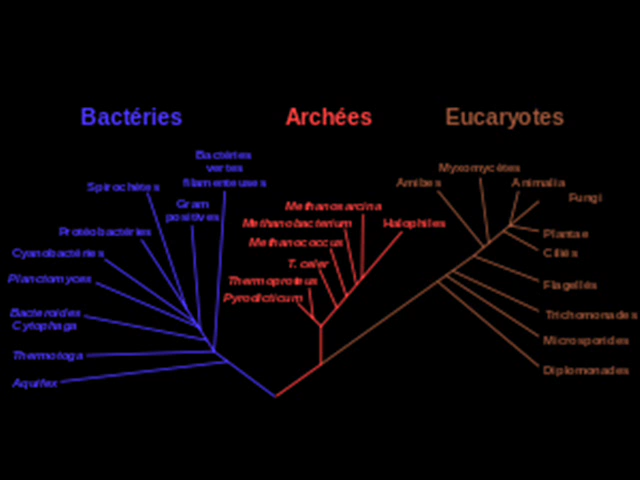 Bactéries
Archées
Eucaryotes
Bactéries
vertes
filamenteuses
Spirochètes
Gram
positives
Protéobactéries
Cyanobactéries
Planctomyces
Bacteroides
Cytophaga
Thermotoga
Aquifex
Methanosarcina
Methanobacterium
Halophiles
Methanococcus
T. celer
Thermoproteus
Pyrodicticum
Myxomycètes
Amibes
Animalia
Fungi
Plantae
Ciliés
Flagellés
Trichomonades
Microsporides
Diplomonades